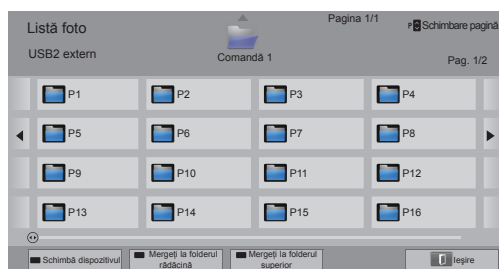 Listă foto
Pagina 1/1
P Schimbare pagină
USB2 extern
Comandă 1
Pag. 1/2
P1
P2
P3
P4
P5
P6
P7
P8
P9
P10
P11
P12
P13
P14
P15
P16
Schimbă dispozitivul
Mergeți la folderul
rădăcină
Mergeți la folderul
superior
Ieșire